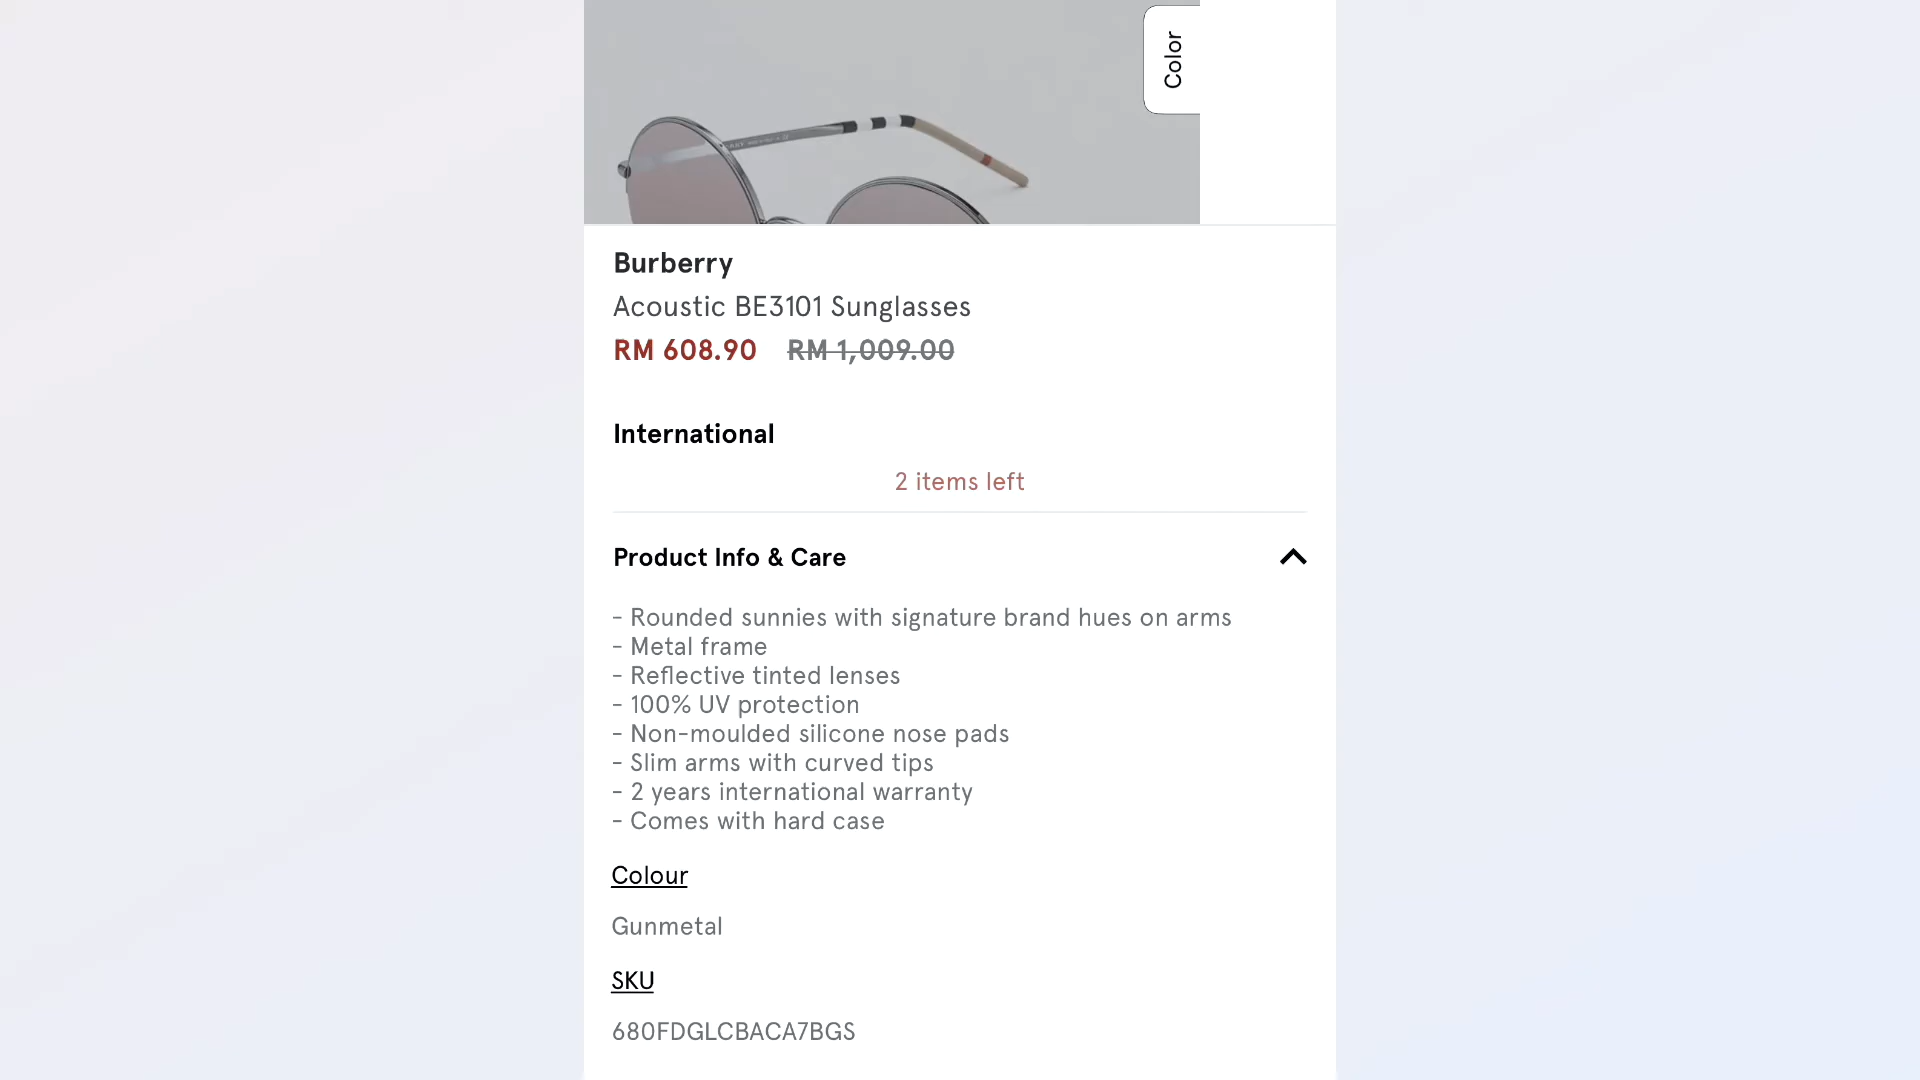 Color
Burberry
Acoustic BE3101 Sunglasses
RM 608.90 RM 1,009.00
International
2 items left
Product Info & Care
- Rounded sunnies with signature brand hues on arms
- Metal frame
- Reflective tinted lenses
- 100% UV protection
- Non-moulded silicone nose pads
- Slim arms with curved tips
- 2 years international warranty
- Comes with hard case
Colour
Gunmetal
SKU
680FDGLCBACA7BGS